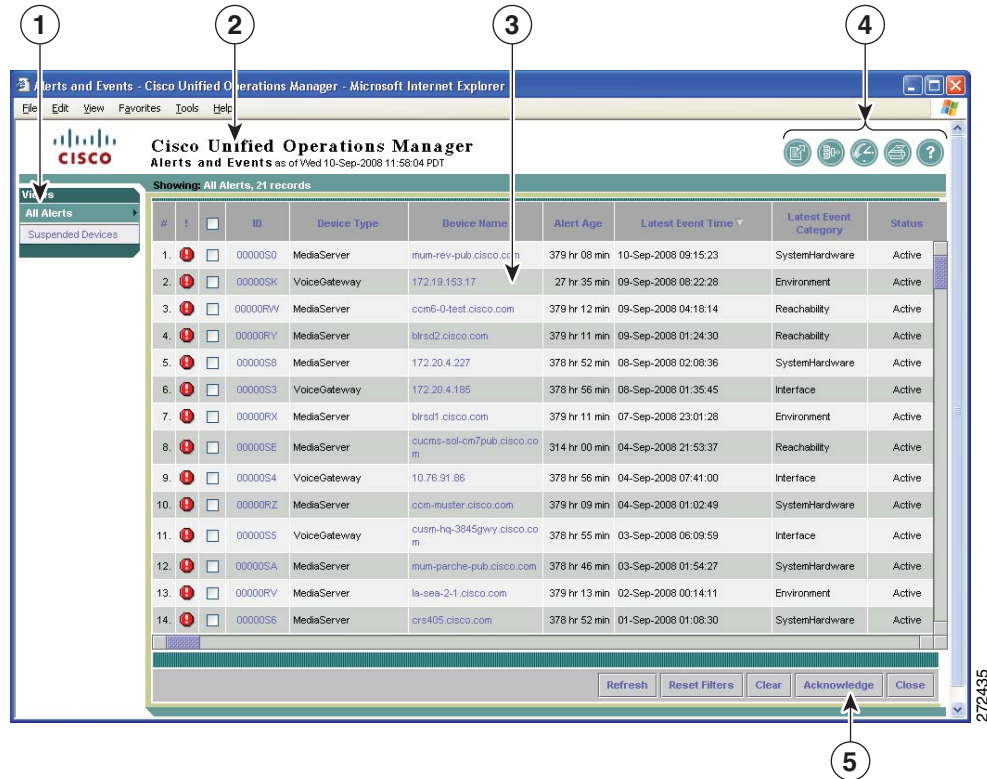 1 2 3 4
Alerts and Events - Cisco Unified Operations Manager - Microsoft Internet Explorer
File Edit View Favorites Tools Help
CISCO
Cisco Unified Operations Manager
Alerts and Events as of Wed 10-Sep-2008 11:58:04 PDT
Views
Showing: All Alerts, 21 records
All Alerts
Suspended Devices
# ! ID Device Type Device Name Alert Age Latest Event Time Latest Event Category Status
1. 00000S0 MediaServer mum-rev-pub.cisco.com 379 hr 08 min 10-Sep-2008 09:15:23 SystemHardware Active
2. 00000SK VoiceGateway 172.19.153.17 27 hr 35 min 09-Sep-2008 08:22:28 Environment Active
3. 00000RW MediaServer ccm6-0-test.cisco.com 379 hr 12 min 09-Sep-2008 04:18:14 Reachability Active
4. 00000RY MediaServer blrsd2.cisco.com 379 hr 11 min 09-Sep-2008 01:24:30 Reachability Active
5. 00000S8 MediaServer 172.20.4.227 378 hr 52 min 08-Sep-2008 02:08:36 SystemHardware Active
6. 00000S3 VoiceGateway 172.20.4.185 378 hr 56 min 08-Sep-2008 01:35:45 Interface Active
7. 00000RX MediaServer blrsd1.cisco.com 379 hr 11 min 07-Sep-2008 23:01:28 Environment Active
8. 00000SE MediaServer cucms-sol-cm7pub.cisco.com 314 hr 00 min 04-Sep-2008 21:53:37 Reachability Active
9. 00000S4 VoiceGateway 10.76.91.86 378 hr 56 min 04-Sep-2008 07:41:00 Interface Active
10. 00000RZ MediaServer ccm-muster.cisco.com 379 hr 09 min 04-Sep-2008 01:02:49 SystemHardware Active
11. 00000S5 VoiceGateway cusm-hq-3845gwy.cisco.com 378 hr 55 min 03-Sep-2008 06:09:59 Interface Active
12. 00000SA MediaServer mum-parche-pub.cisco.com 378 hr 46 min 03-Sep-2008 01:54:27 SystemHardware Active
13. 00000RV MediaServer la-sea-2-1.cisco.com 379 hr 13 min 02-Sep-2008 00:14:11 Environment Active
14. 00000S6 MediaServer crs405.cisco.com 378 hr 52 min 01-Sep-2008 01:08:30 SystemHardware Active
Refresh Reset Filters Clear Acknowledge Close
272435
5